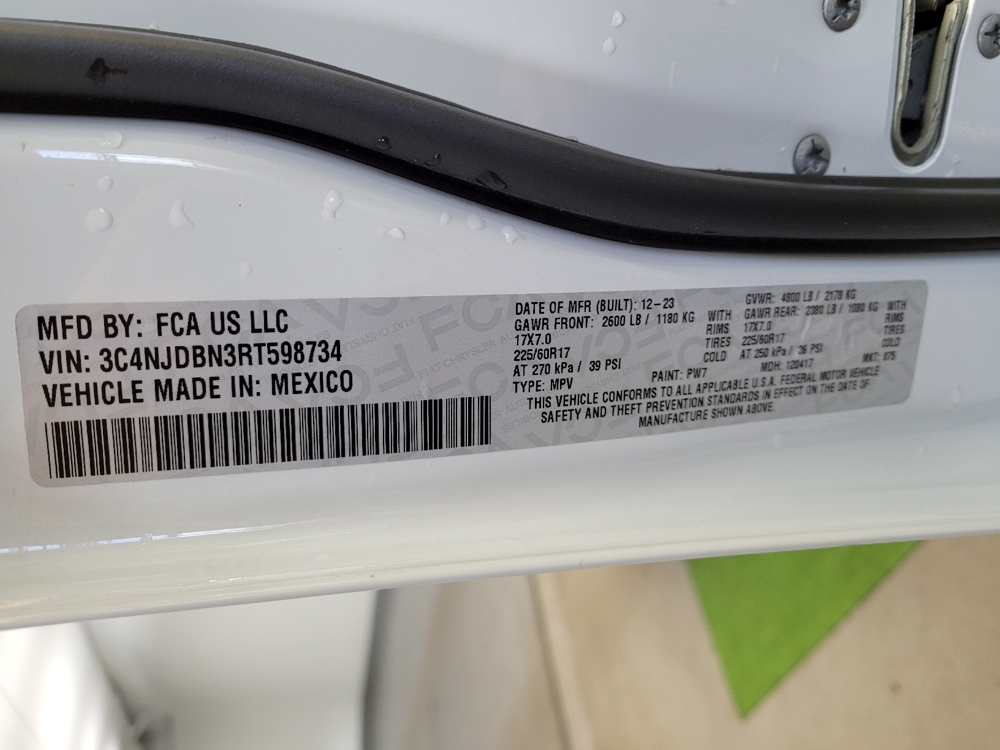 MFD BY: FCA US LLC
VIN: 3C4NJDBN3RT598734
VEHICLE MADE IN: MEXICO
DATE OF MFR (BUILT): 12-23
GAWR FRONT: 2600 LB / 1180 KG WITH
17X7.0 RIMS
225/60R17 TIRES
AT 270 kPa / 39 PSI COLD
TYPE: MPV PAINT: PW7
GVWR: 4800 LB / 2178 KG
GAWR REAR: 2380 LB / 1080 KG WITH
17X7.0 RIMS
225/60R17 TIRES
AT 250 kPa / 36 PSI COLD
MDH: 120417 MKT:
THIS VEHICLE CONFORMS TO ALL APPLICABLE U.S.A. FEDERAL MOTOR VEHICLE
SAFETY AND THEFT PREVENTION STANDARDS IN EFFECT ON THE DATE OF
MANUFACTURE SHOWN ABOVE.